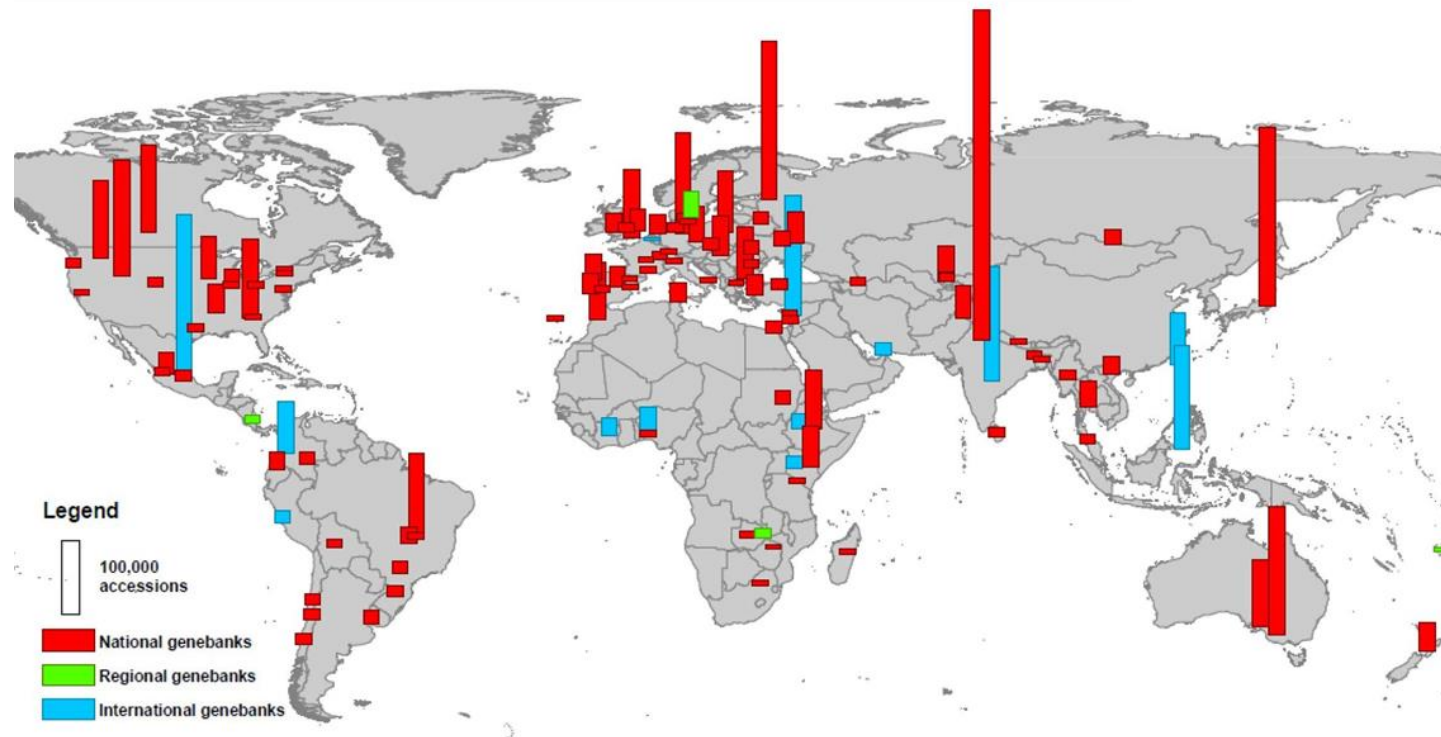 Legend
100,000
accessions
National genebanks
Regional genebanks
International genebanks